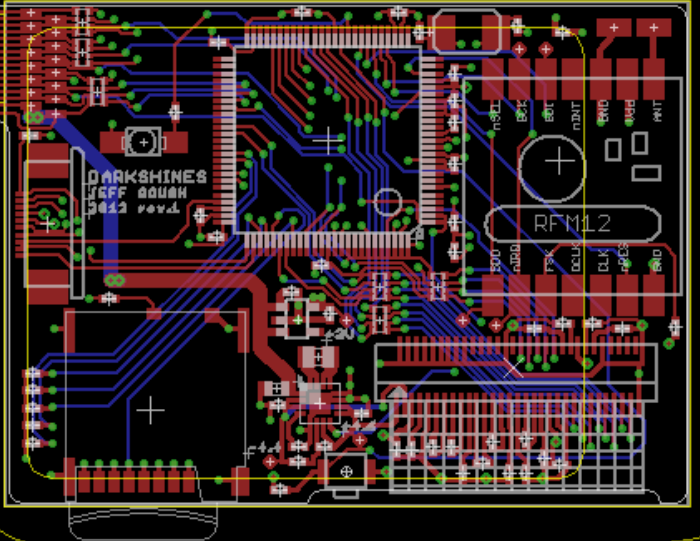 nSEL
SCK
SDI
nINT
GND
ANT
DARKSHINES
JEFF GOUGH
2012 rev.1
RFM12
SDO
nIRQ
FSK
DCLK
CLK
nRES
GND